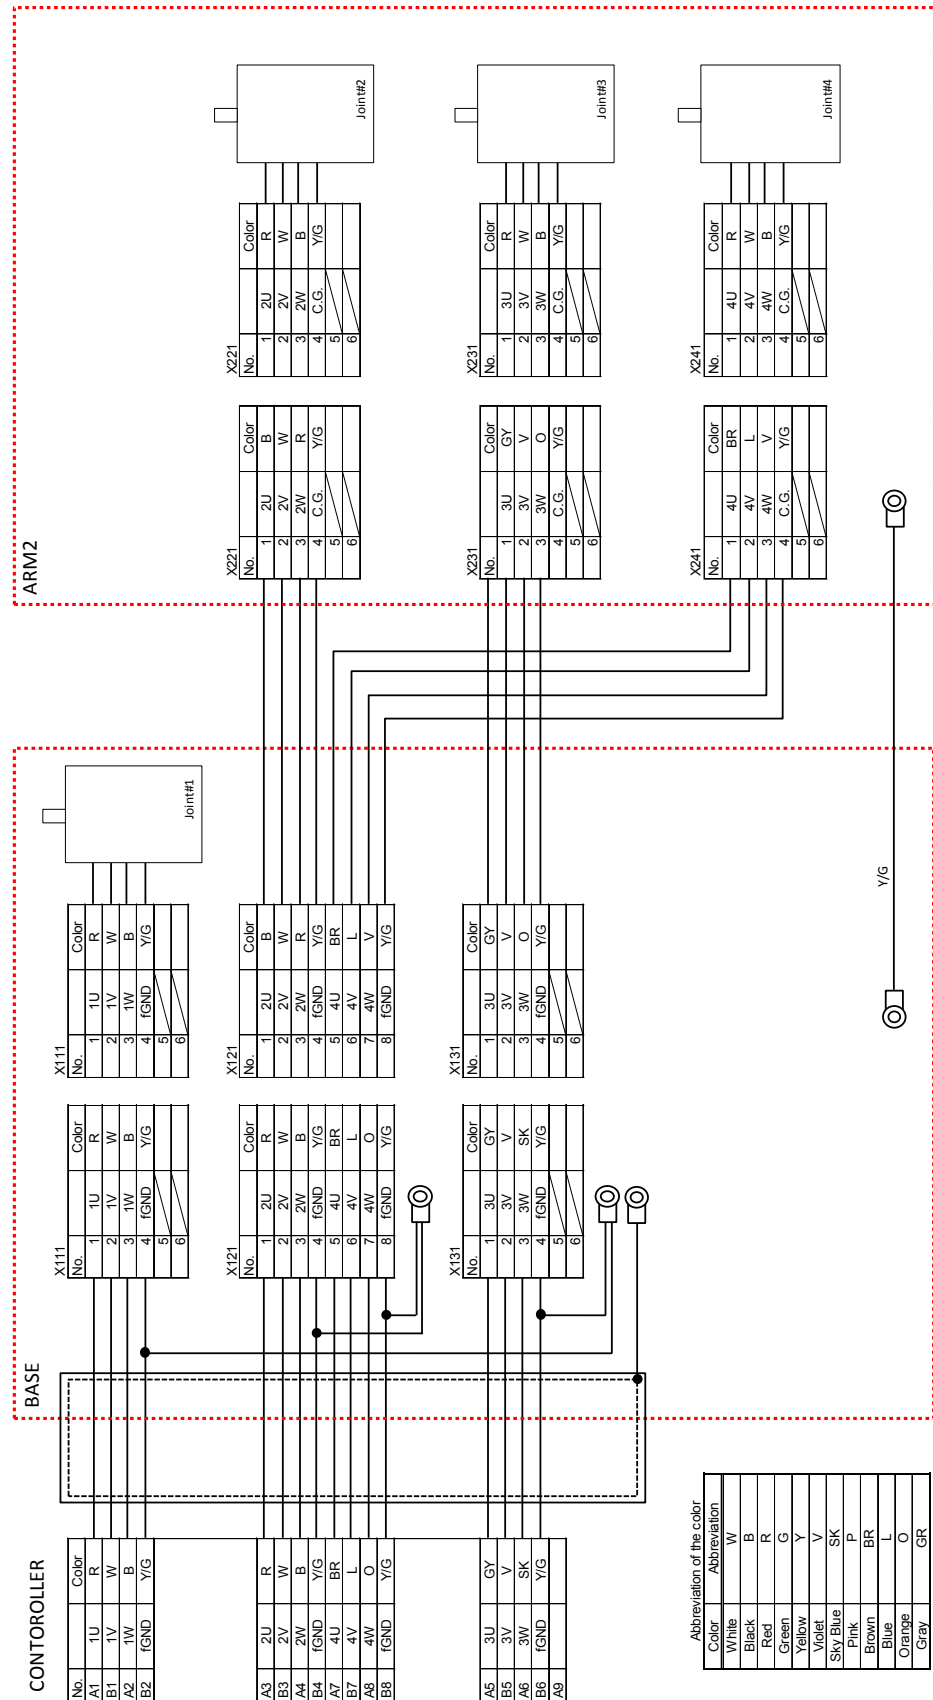 CONTOROLLER
No. Color
A1 1U R
B1 1V W
A2 1W B
B2 fGND Y/G
A3 2U R
B3 2V W
A4 2W B
B4 fGND Y/G
A7 4U BR
B7 4V L
A8 4W O
B8 fGND Y/G
A5 3U GY
B5 3V V
A6 3W SK
B6 fGND Y/G
A9
Abbreviation of the color
Color Abbreviation
White W
Black B
Red R
Green G
Yellow Y
Violet V
Sky Blue SK
Pink P
Brown BR
Blue L
Orange O
Gray GR
BASE
X111
No. Color
1 1U R
2 1V W
3 1W B
4 fGND Y/G
5
6
X121
No. Color
1 2U R
2 2V W
3 2W B
4 fGND Y/G
5 4U BR
6 4V L
7 4W O
8 fGND Y/G
X131
No. Color
1 3U GY
2 3V V
3 3W SK
4 fGND Y/G
5
6
X111
No. Color
1 1U R
2 1V W
3 1W B
4 fGND Y/G
5
6
X121
No. Color
1 2U B
2 2V W
3 2W R
4 fGND Y/G
5 4U BR
6 4V L
7 4W V
8 fGND Y/G
X131
No. Color
1 3U GY
2 3V V
3 3W O
4 fGND Y/G
5
6
Joint#1
Y/G
ARM2
X221
No. Color
1 2U B
2 2V W
3 2W R
4 C.G. Y/G
5
6
X231
No. Color
1 3U GY
2 3V V
3 3W O
4 C.G. Y/G
5
6
X241
No. Color
1 4U BR
2 4V L
3 4W V
4 C.G. Y/G
5
6
X221
No. Color
1 2U R
2 2V W
3 2W B
4 C.G. Y/G
5
6
X231
No. Color
1 3U R
2 3V W
3 3W B
4 C.G. Y/G
5
6
X241
No. Color
1 4U R
2 4V W
3 4W B
4 C.G. Y/G
5
6
Joint#2
Joint#3
Joint#4